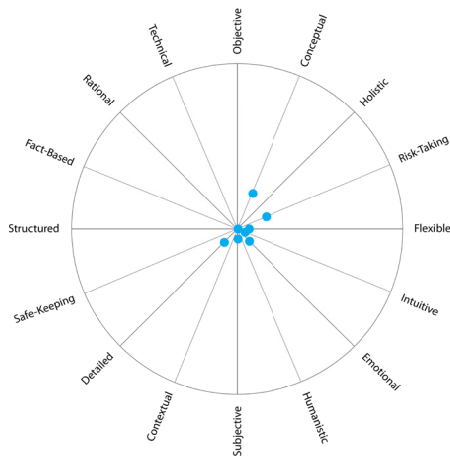 Objective
Conceptual
Holistic
Risk-Taking
Flexible
Intuitive
Emotional
Humanistic
Subjective
Contextual
Detailed
Safe-Keeping
Structured
Fact-Based
Rational
Technical